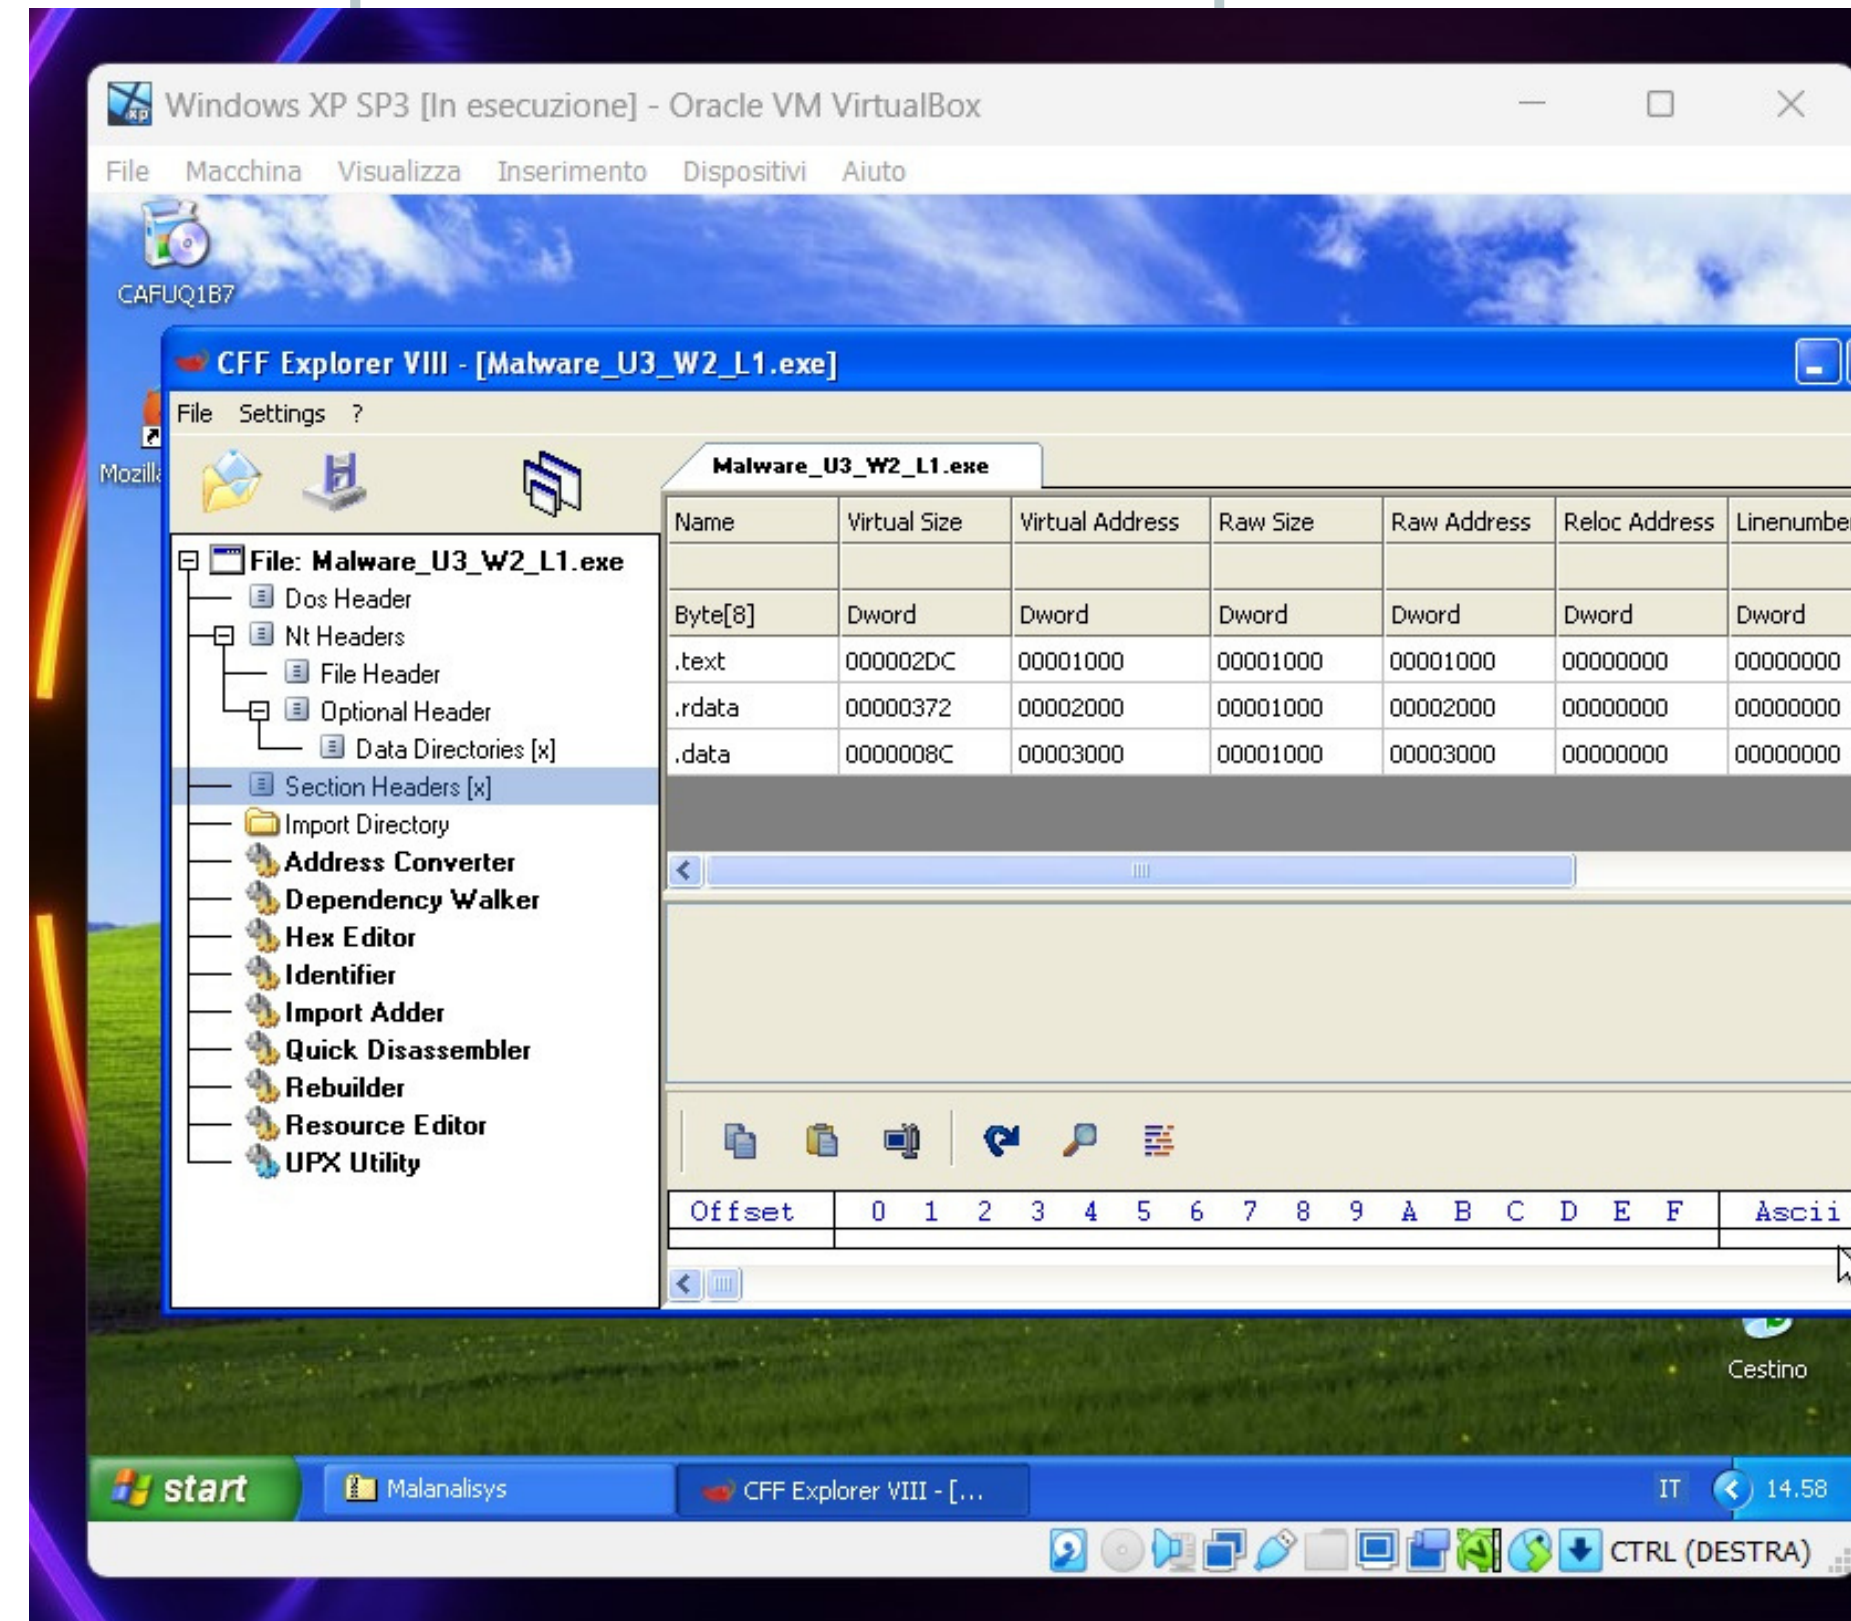 Windows XP SP3 [In esecuzione] - Oracle VM VirtualBox
File Macchina Visualizza Inserimento Dispositivi Aiuto
CAFUQ1B7
CFF Explorer VIII - [Malware_U3_W2_L1.exe]
File Settings ?
Mozilla
Malware_U3_W2_L1.exe
Name Virtual Size Virtual Address Raw Size Raw Address Reloc Address Linenumber
Byte[8] Dword Dword Dword Dword Dword Dword
.text 000002DC 00001000 00001000 00001000 00000000 00000000
.rdata 00000372 00002000 00001000 00002000 00000000 00000000
.data 0000008C 00003000 00001000 00003000 00000000 00000000
File: Malware_U3_W2_L1.exe
Dos Header
Nt Headers
File Header
Optional Header
Data Directories [x]
Section Headers [x]
Import Directory
Address Converter
Dependency Walker
Hex Editor
Identifier
Import Adder
Quick Disassembler
Rebuilder
Resource Editor
UPX Utility
Offset 0 1 2 3 4 5 6 7 8 9 A B C D E F Ascii
Cestino
start Malanalisys CFF Explorer VIII - [... IT 14.58
CTRL (DESTRA)